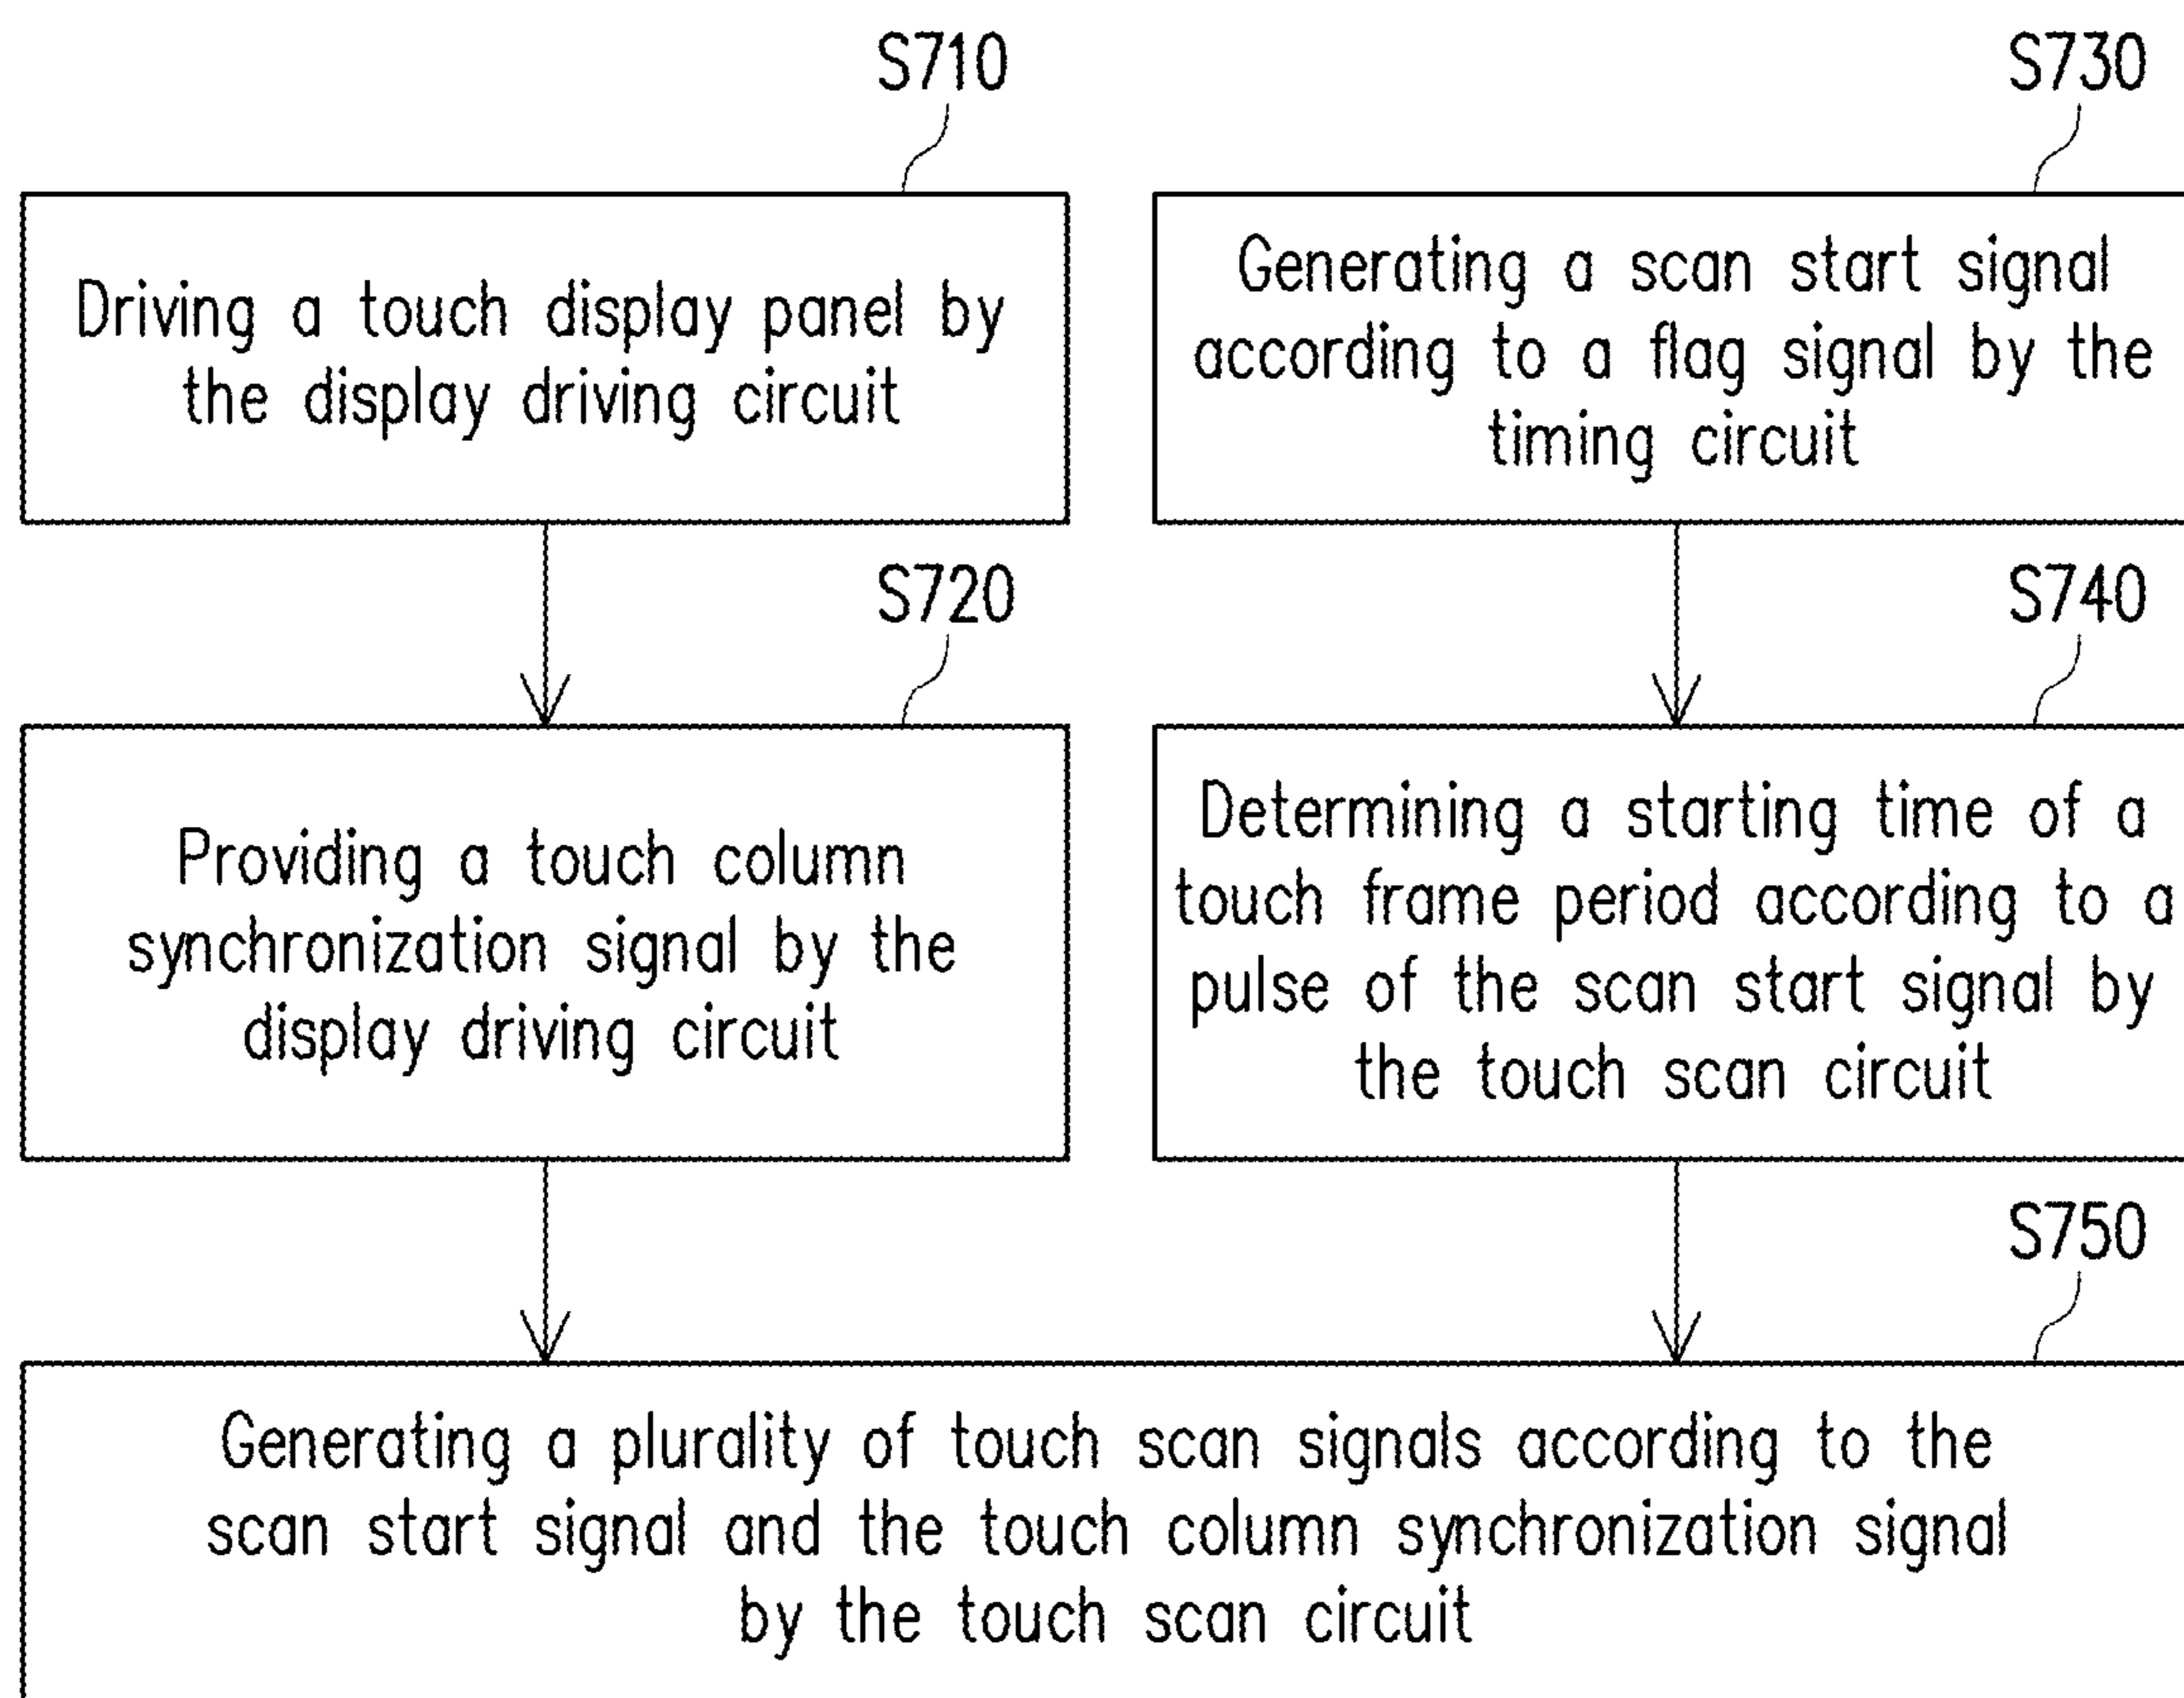 S710
Driving a touch display panel by
the display driving circuit
S720
Providing a touch column
synchronization signal by the
display driving circuit
S730
Generating a scan start signal
according to a flag signal by the
timing circuit
S740
Determining a starting time of a
touch frame period according to a
pulse of the scan start signal by
the touch scan circuit
S750
Generating a plurality of touch scan signals according to the
scan start signal and the touch column synchronization signal
by the touch scan circuit